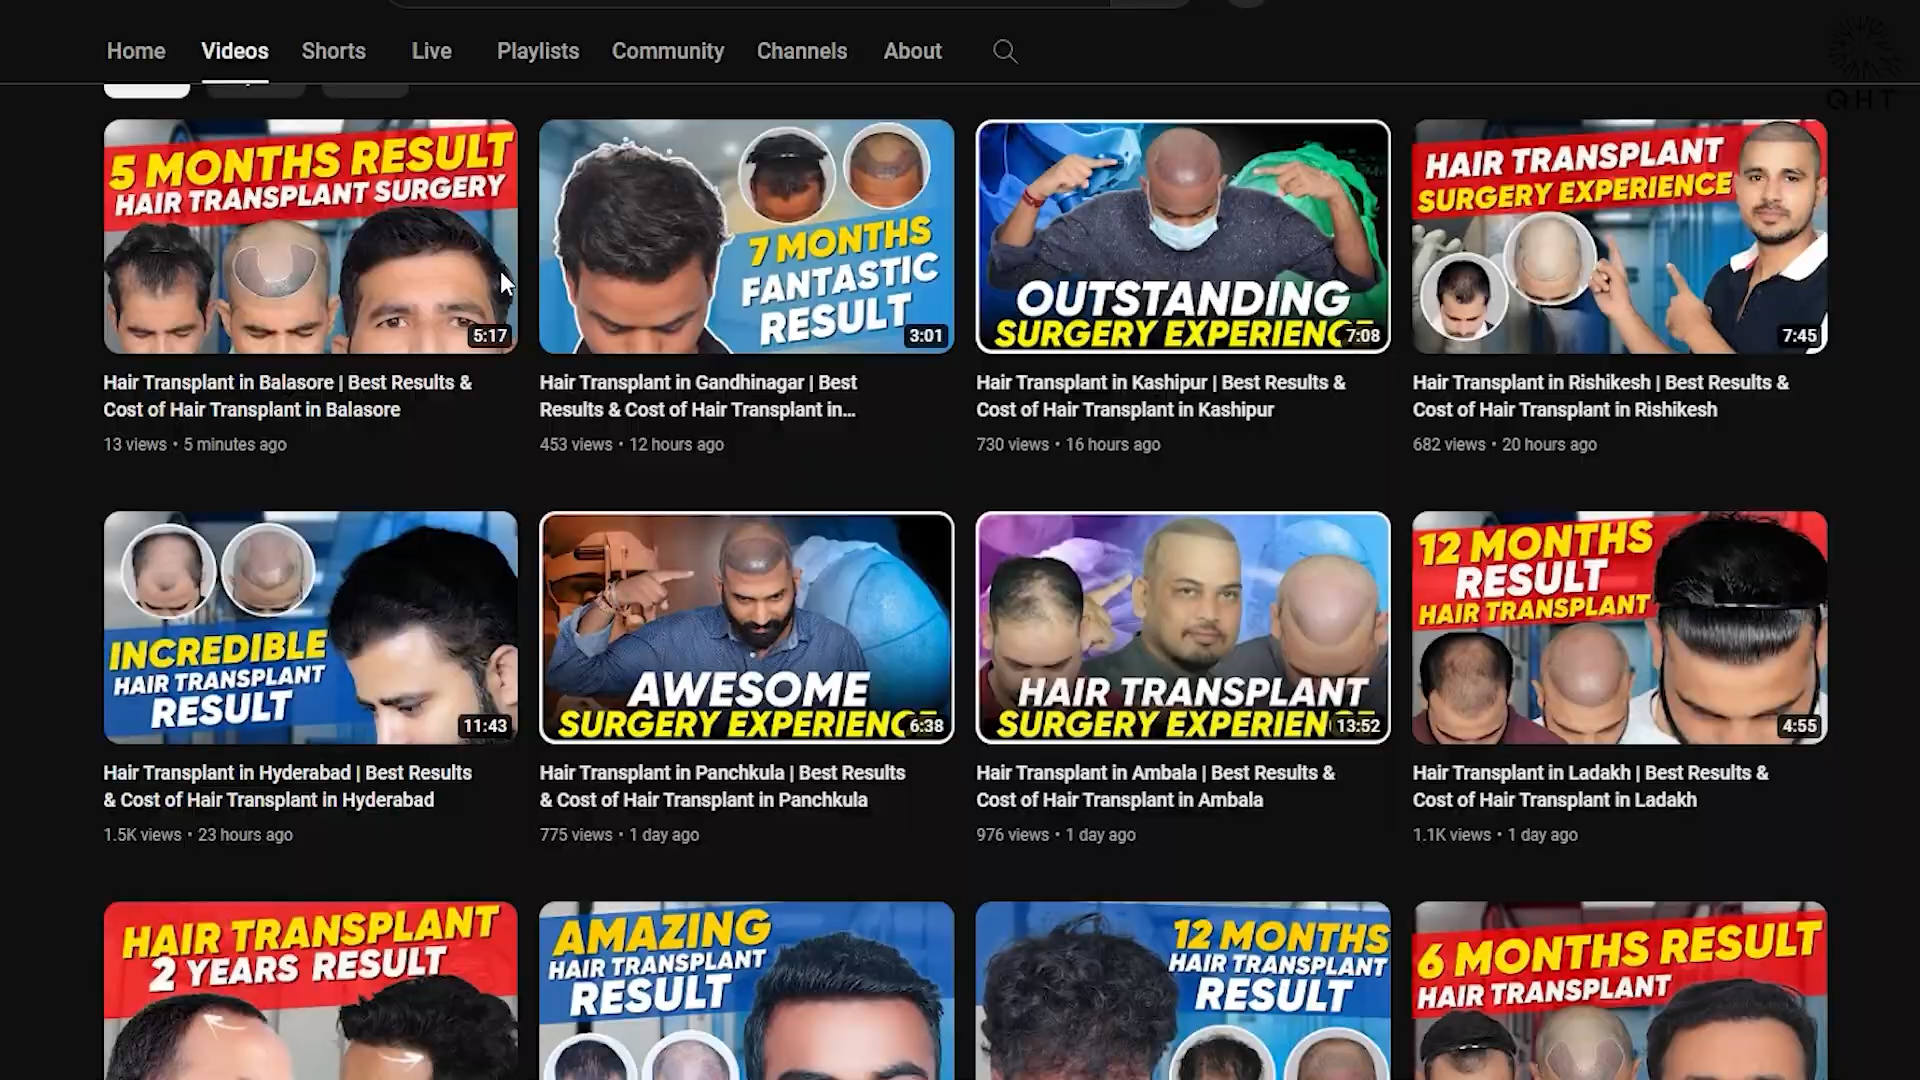 Home Videos Shorts Live Playlists Community Channels About
QHT
5 MONTHS RESULT
HAIR TRANSPLANT SURGERY
5:17
7 MONTHS
FANTASTIC
RESULT
3:01
OUTSTANDING
SURGERY EXPERIENCE
7:08
HAIR TRANSPLANT
SURGERY EXPERIENCE
7:45
Hair Transplant in Balasore | Best Results &
Cost of Hair Transplant in Balasore
13 views • 5 minutes ago
Hair Transplant in Gandhinagar | Best
Results & Cost of Hair Transplant in...
453 views • 12 hours ago
Hair Transplant in Kashipur | Best Results &
Cost of Hair Transplant in Kashipur
730 views • 16 hours ago
Hair Transplant in Rishikesh | Best Results &
Cost of Hair Transplant in Rishikesh
682 views • 20 hours ago
INCREDIBLE
HAIR TRANSPLANT
RESULT
11:43
AWESOME
SURGERY EXPERIENCE
6:38
HAIR TRANSPLANT
SURGERY EXPERIEN
13:52
12 MONTHS
RESULT
HAIR TRANSPLANT
4:55
Hair Transplant in Hyderabad | Best Results
& Cost of Hair Transplant in Hyderabad
1.5K views • 23 hours ago
Hair Transplant in Panchkula | Best Results
& Cost of Hair Transplant in Panchkula
775 views • 1 day ago
Hair Transplant in Ambala | Best Results &
Cost of Hair Transplant in Ambala
976 views • 1 day ago
Hair Transplant in Ladakh | Best Results &
Cost of Hair Transplant in Ladakh
1.1K views • 1 day ago
HAIR TRANSPLANT
2 YEARS RESULT
AMAZING
HAIR TRANSPLANT
RESULT
12 MONTHS
HAIR TRANSPLANT
RESULT
6 MONTHS RESULT
HAIR TRANSPLANT